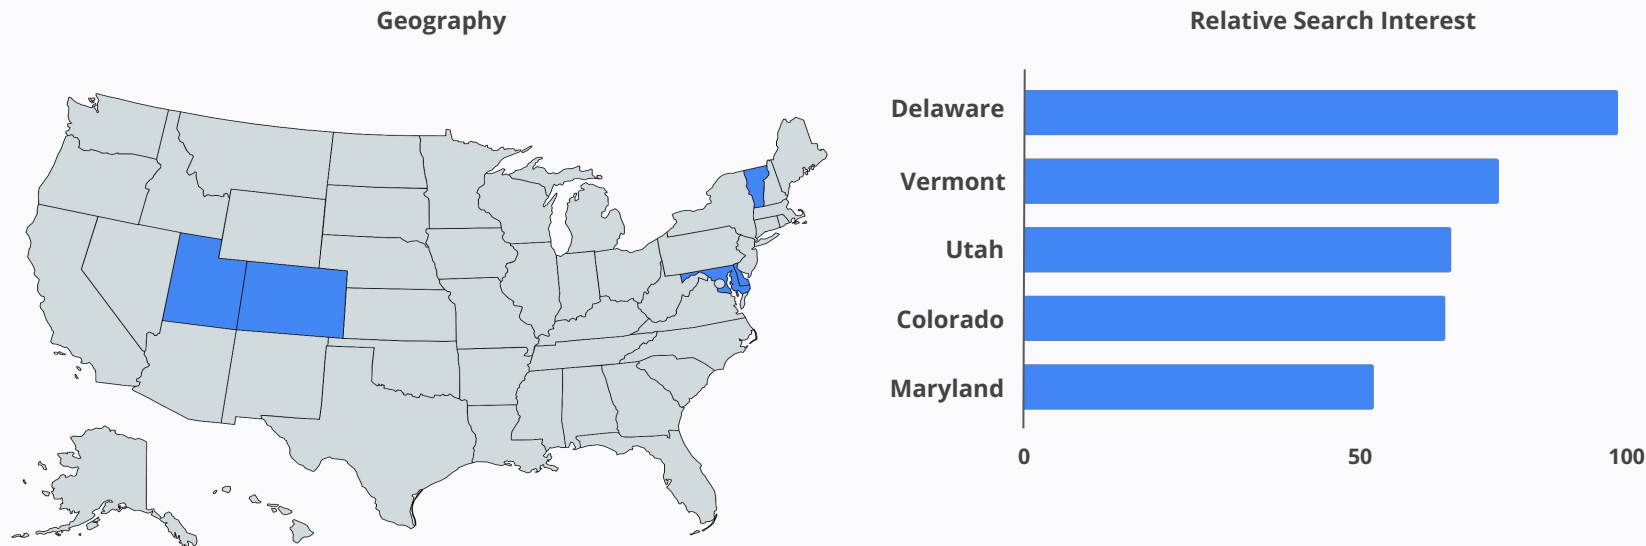 Geography
Relative Search Interest
Delaware
Vermont
Utah
Colorado
Maryland
0 50 100